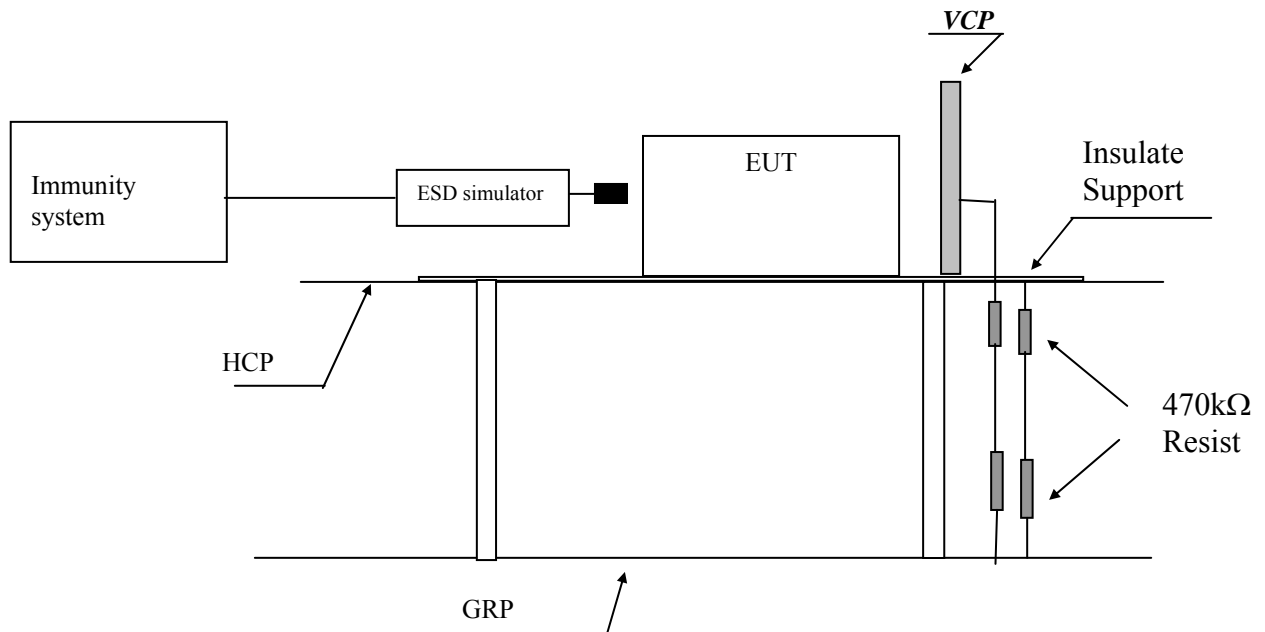 VCP
Immunity
system
ESD simulator
EUT
Insulate
Support
HCP
470kΩ
Resist
GRP